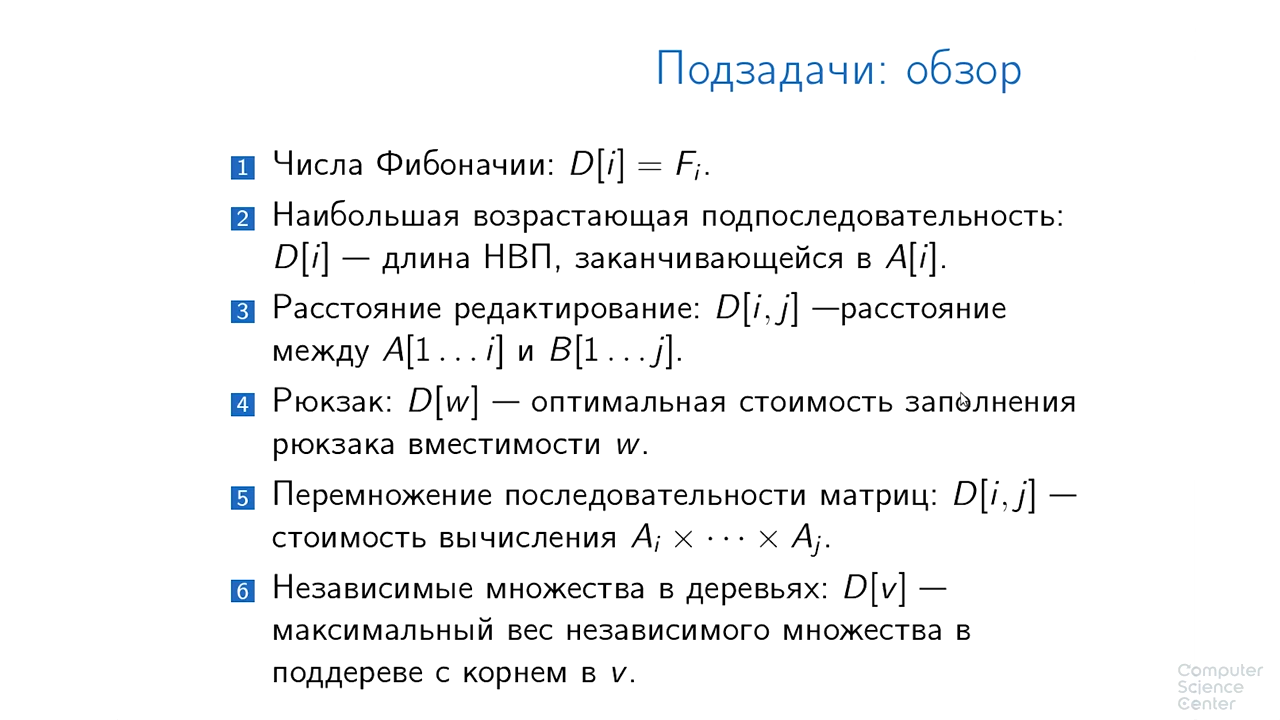 Подзадачи: обзор
1 Числа Фибоначии: D[i] = F_i.
2 Наибольшая возрастающая подпоследовательность:
D[i] — длина НВП, заканчивающейся в A[i].
3 Расстояние редактирование: D[i, j] —расстояние
между A[1 . . . i] и B[1 . . . j].
4 Рюкзак: D[w] — оптимальная стоимость заполнения
рюкзака вместимости w.
5 Перемножение последовательности матриц: D[i, j] —
стоимость вычисления A_i × · · · × A_j.
6 Независимые множества в деревьях: D[v] —
максимальный вес независимого множества в
поддереве с корнем в v.
Computer
Science
Center